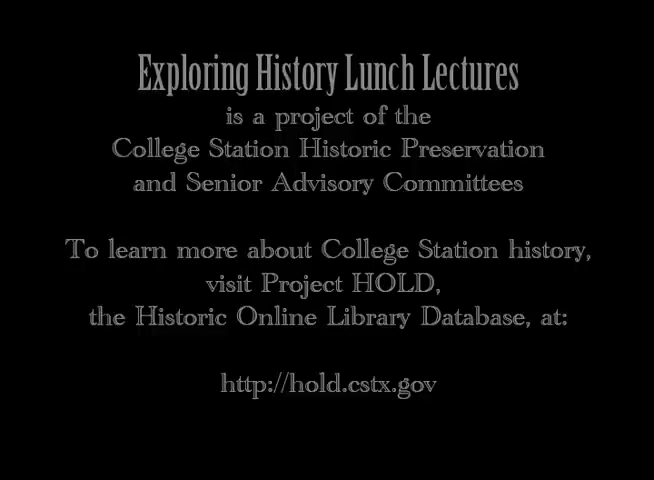 Exploring History Lunch Lectures
is a project of the
College Station Historic Preservation
and Senior Advisory Committees
To learn more about College Station history,
visit Project HOLD,
the Historic Online Library Database, at:
http://hold.cstx.gov